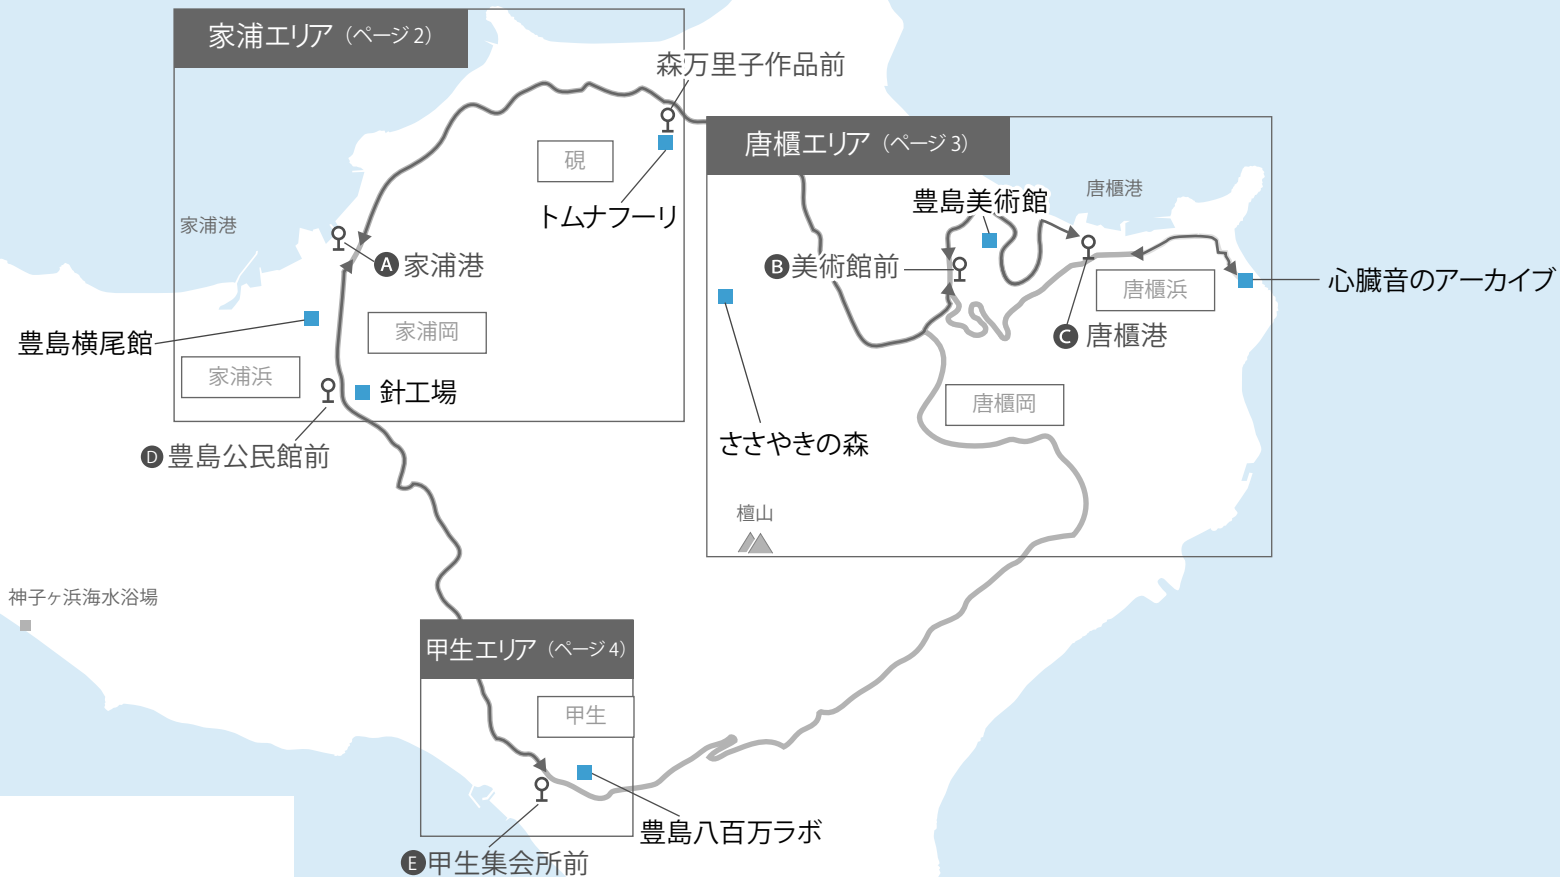 家浦エリア（ページ 2）
森万里子作品前
硯
トムナフーリ
家浦港
A 家浦港
豊島横尾館
家浦岡
家浦浜
針工場
D 豊島公民館前
唐櫃エリア（ページ 3）
豊島美術館
唐櫃港
B 美術館前
唐櫃浜
心臓音のアーカイブ
C 唐櫃港
唐櫃岡
ささやきの森
檀山
神子ヶ浜海水浴場
甲生エリア（ページ 4）
甲生
豊島八百万ラボ
E 甲生集会所前